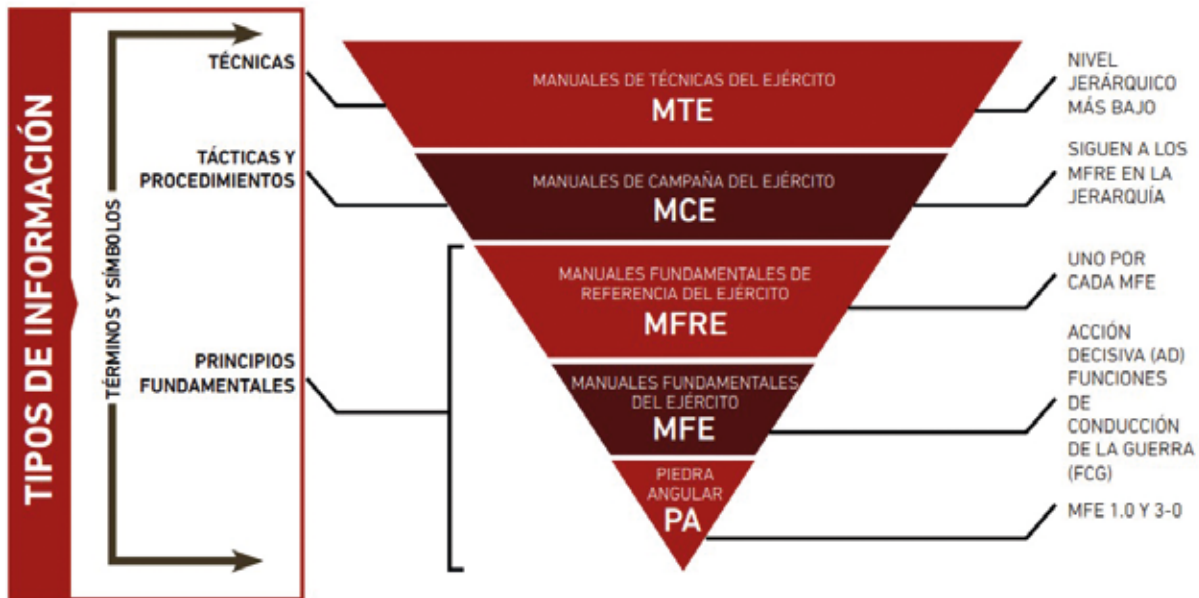 TIPOS DE INFORMACIÓN
TÉRMINOS Y SÍMBOLOS
TÉCNICAS
TÁCTICAS Y
PROCEDIMIENTOS
PRINCIPIOS
FUNDAMENTALES
MANUALES DE TÉCNICAS DEL EJÉRCITO
MTE
MANUALES DE CAMPAÑA DEL EJÉRCITO
MCE
MANUALES FUNDAMENTALES DE
REFERENCIA DEL EJÉRCITO
MFRE
MANUALES FUNDAMENTALES
DEL EJÉRCITO
MFE
PIEDRA
ANGULAR
PA
NIVEL
JERÁRQUICO
MÁS BAJO
SIGUEN A LOS
MFRE EN LA
JERARQUÍA
UNO POR
CADA MFE
ACCIÓN
DECISIVA (AD)
FUNCIONES
DE
CONDUCCIÓN
DE LA GUERRA
(FCG)
MFE 1.0 Y 3-0